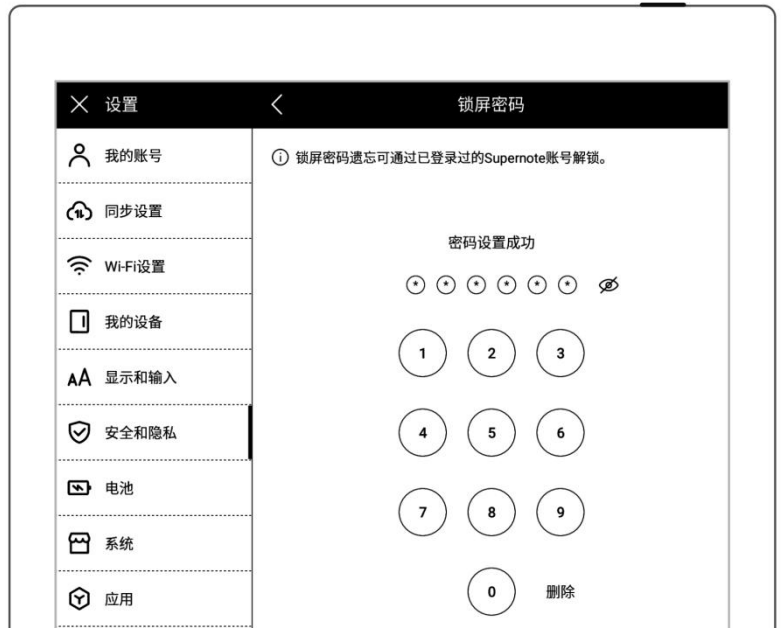 设置
锁屏密码
我的账号
同步设置
Wi-Fi设置
我的设备
显示和输入
安全和隐私
电池
系统
应用
锁屏密码遗忘可通过已登录过的Supernote账号解锁。
密码设置成功
* * * * * *
1 2 3
4 5 6
7 8 9
0 删除